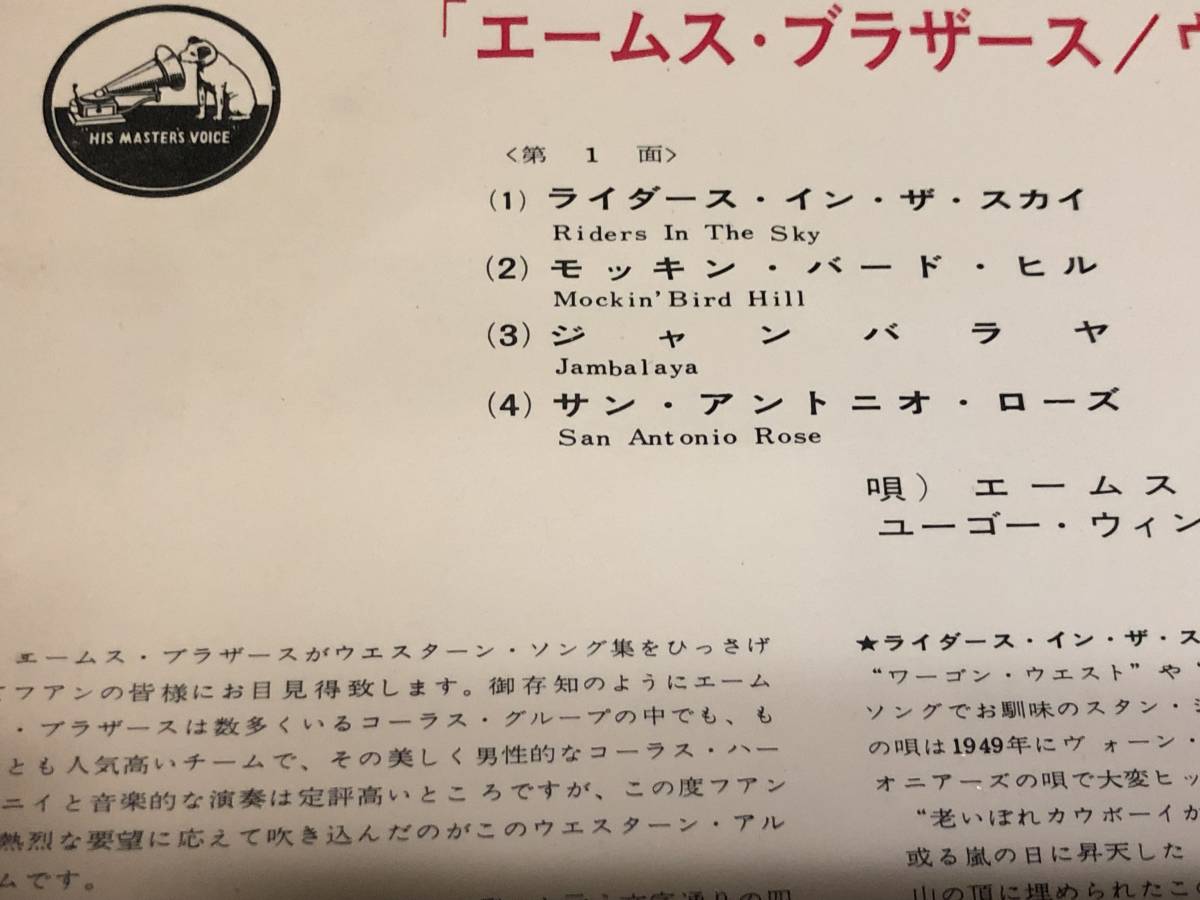 「エームス・ブラザース/ウ
HIS MASTER'S VOICE
〈第 1 面〉
(1) ライダース・イン・ザ・スカイ
Riders In The Sky
(2) モッキン・バード・ヒル
Mockin' Bird Hill
(3) ジャンバラヤ
Jambalaya
(4) サン・アントニオ・ローズ
San Antonio Rose
唄) エームス
ユーゴー・ウィン
エームス・ブラザースがウエスターン・ソング集をひっさげ
てフアンの皆様にお目見得致します。御存知のようにエーム
・ブラザースは数多くいるコーラス・グループの中でも、も
とも人気高いチームで、その美しく男性的なコーラス・ハー
ニイと音楽的な演奏は定評高いところですが、この度フアン
熱烈な要望に応えて吹き込んだのがこのウエスターン・アル
ムです。
★ライダース・イン・ザ・ス
“ワーゴン・ウエスト”や
ソングでお馴味のスタン・ジ
の唄は1949年にヴォーン・
オニアーズの唄で大変ヒッ
“老いぼれカウボーイが
或る嵐の日に昇天した
山の頂に埋められたこの